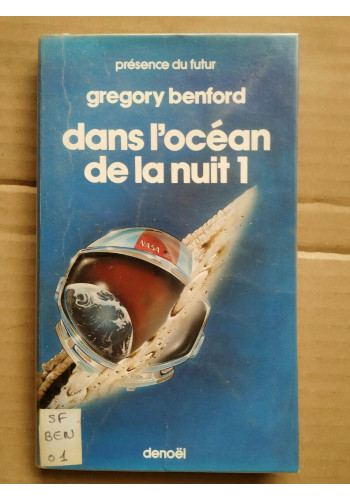 présence du futur
gregory benford
dans l'océan
de la nuit 1
NASA
SF
BEN
01
denoël